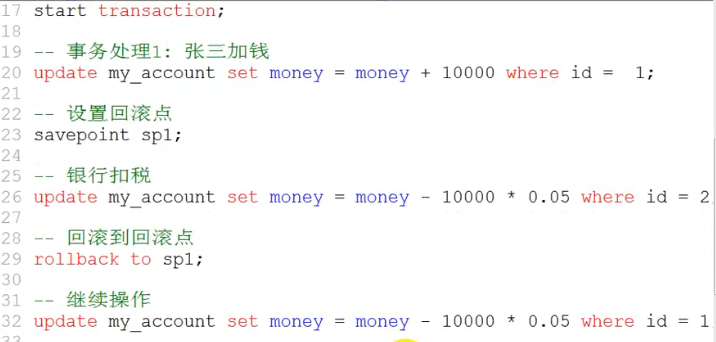 17 start transaction;
18
19 -- 事务处理1: 张三加钱
20 update my_account set money = money + 10000 where id =  1;
21
22 -- 设置回滚点
23 savepoint sp1;
24
25 -- 银行扣税
26 update my_account set money = money - 10000 * 0.05 where id = 2
27
28 -- 回滚到回滚点
29 rollback to sp1;
30
31 -- 继续操作
32 update my_account set money = money - 10000 * 0.05 where id = 1
33